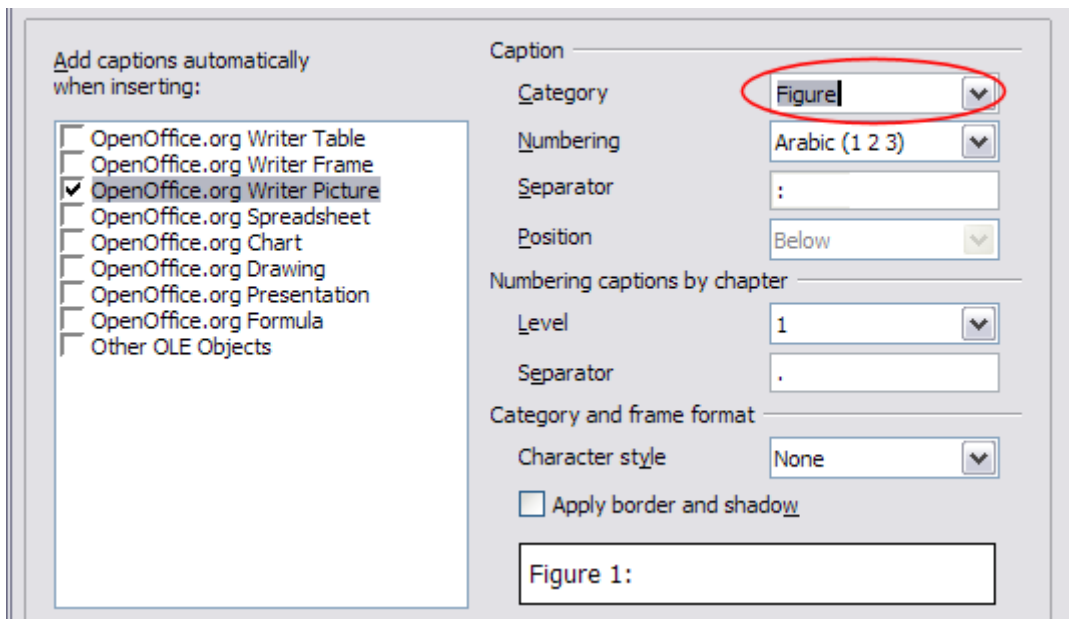 Add captions automatically
when inserting:
OpenOffice.org Writer Table
OpenOffice.org Writer Frame
OpenOffice.org Writer Picture
OpenOffice.org Spreadsheet
OpenOffice.org Chart
OpenOffice.org Drawing
OpenOffice.org Presentation
OpenOffice.org Formula
Other OLE Objects
Caption
Category Figure
Numbering Arabic (1 2 3)
Separator :
Position Below
Numbering captions by chapter
Level 1
Separator .
Category and frame format
Character style None
Apply border and shadow
Figure 1: